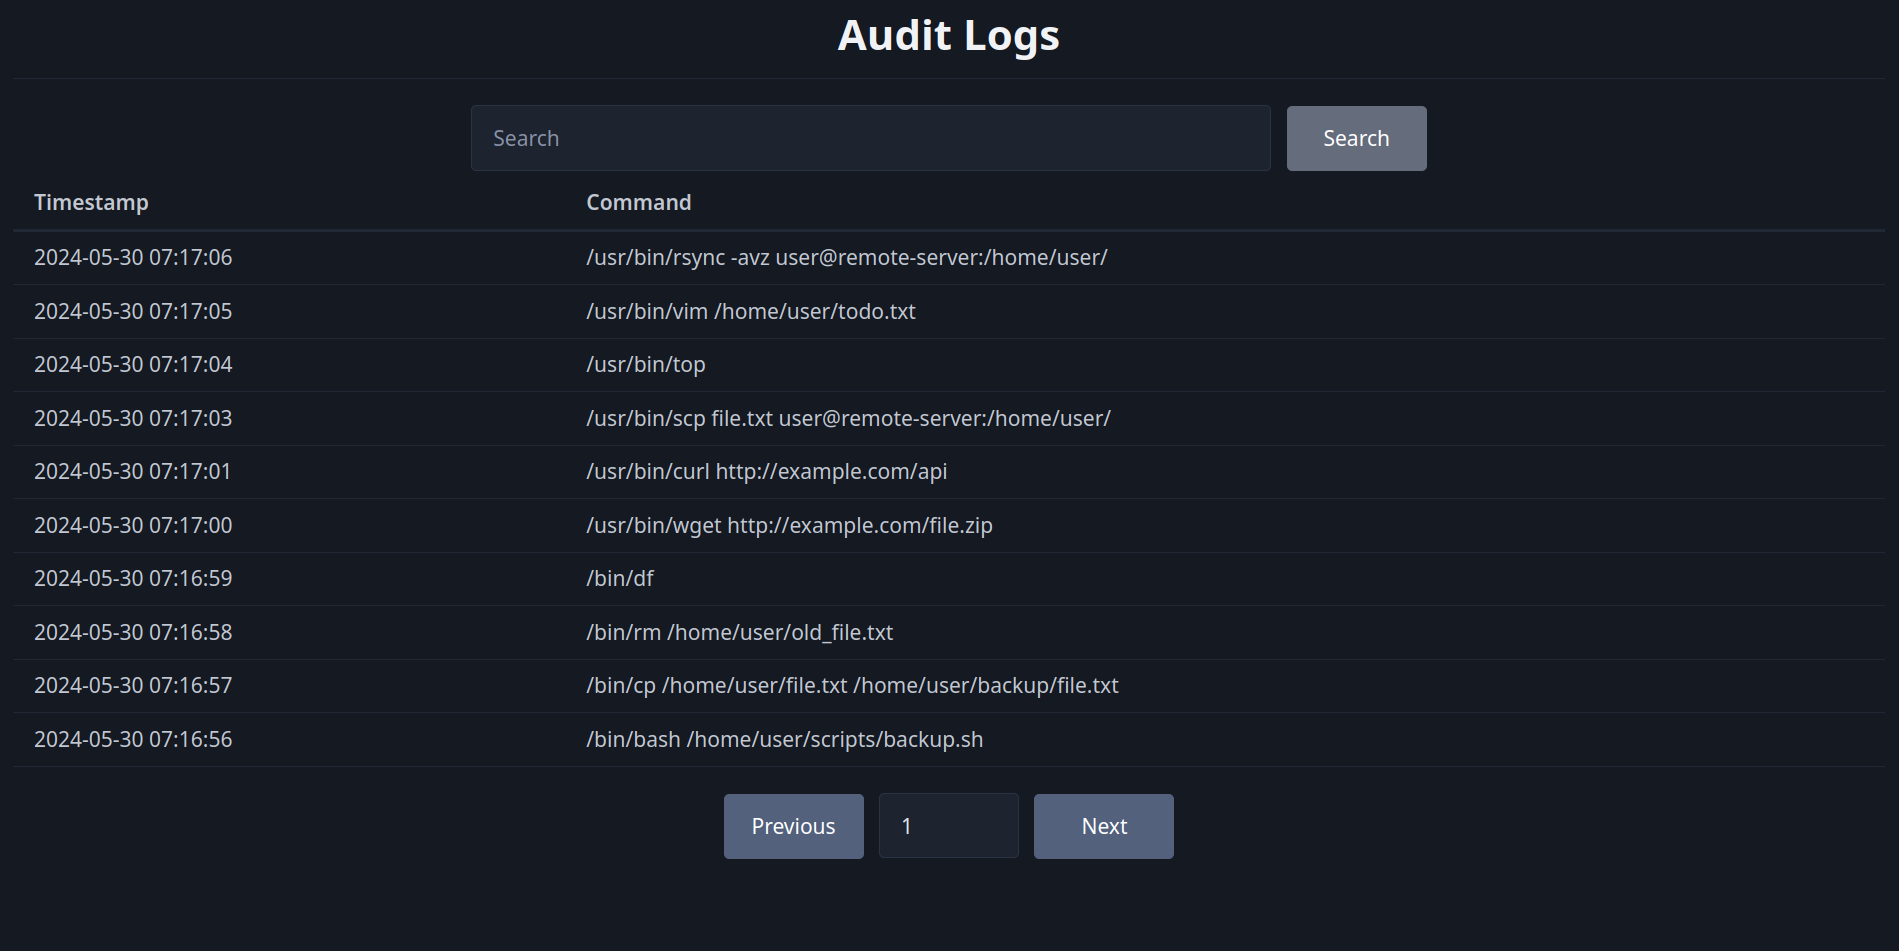 Audit Logs
Search Search
Timestamp Command
2024-05-30 07:17:06 /usr/bin/rsync -avz user@remote-server:/home/user/
2024-05-30 07:17:05 /usr/bin/vim /home/user/todo.txt
2024-05-30 07:17:04 /usr/bin/top
2024-05-30 07:17:03 /usr/bin/scp file.txt user@remote-server:/home/user/
2024-05-30 07:17:01 /usr/bin/curl http://example.com/api
2024-05-30 07:17:00 /usr/bin/wget http://example.com/file.zip
2024-05-30 07:16:59 /bin/df
2024-05-30 07:16:58 /bin/rm /home/user/old_file.txt
2024-05-30 07:16:57 /bin/cp /home/user/file.txt /home/user/backup/file.txt
2024-05-30 07:16:56 /bin/bash /home/user/scripts/backup.sh
Previous 1 Next